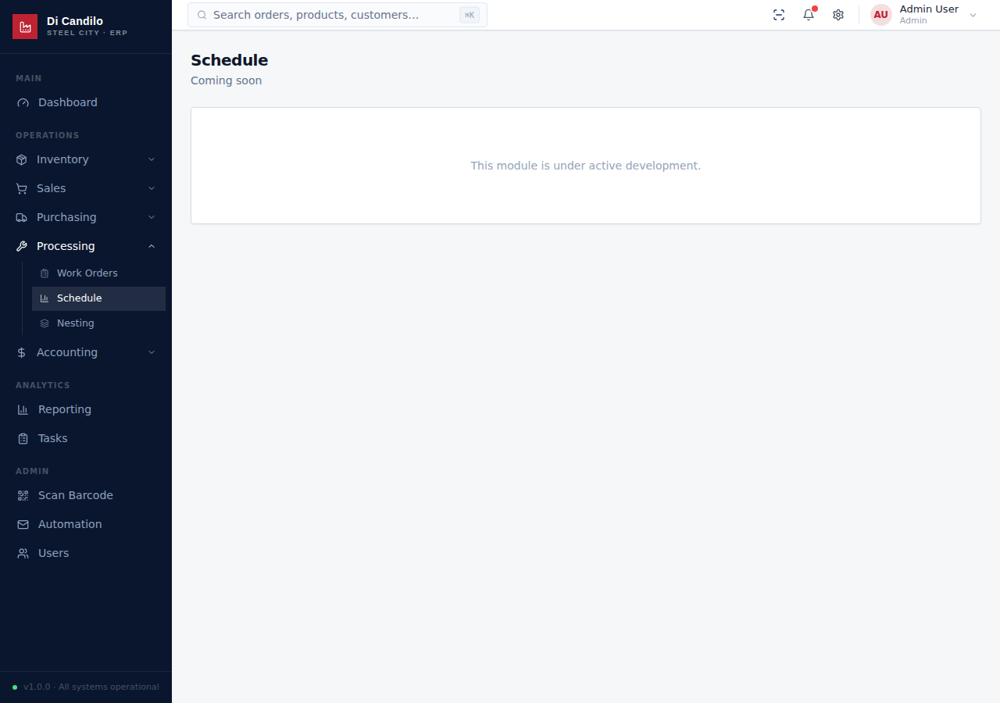 Di Candilo
STEEL CITY · ERP
Search orders, products, customers...
⌘K
AU
Admin User
Admin
MAIN
Dashboard
OPERATIONS
Inventory
Sales
Purchasing
Processing
Work Orders
Schedule
Nesting
Accounting
ANALYTICS
Reporting
Tasks
ADMIN
Scan Barcode
Automation
Users
v1.0.0 · All systems operational
Schedule
Coming soon
This module is under active development.